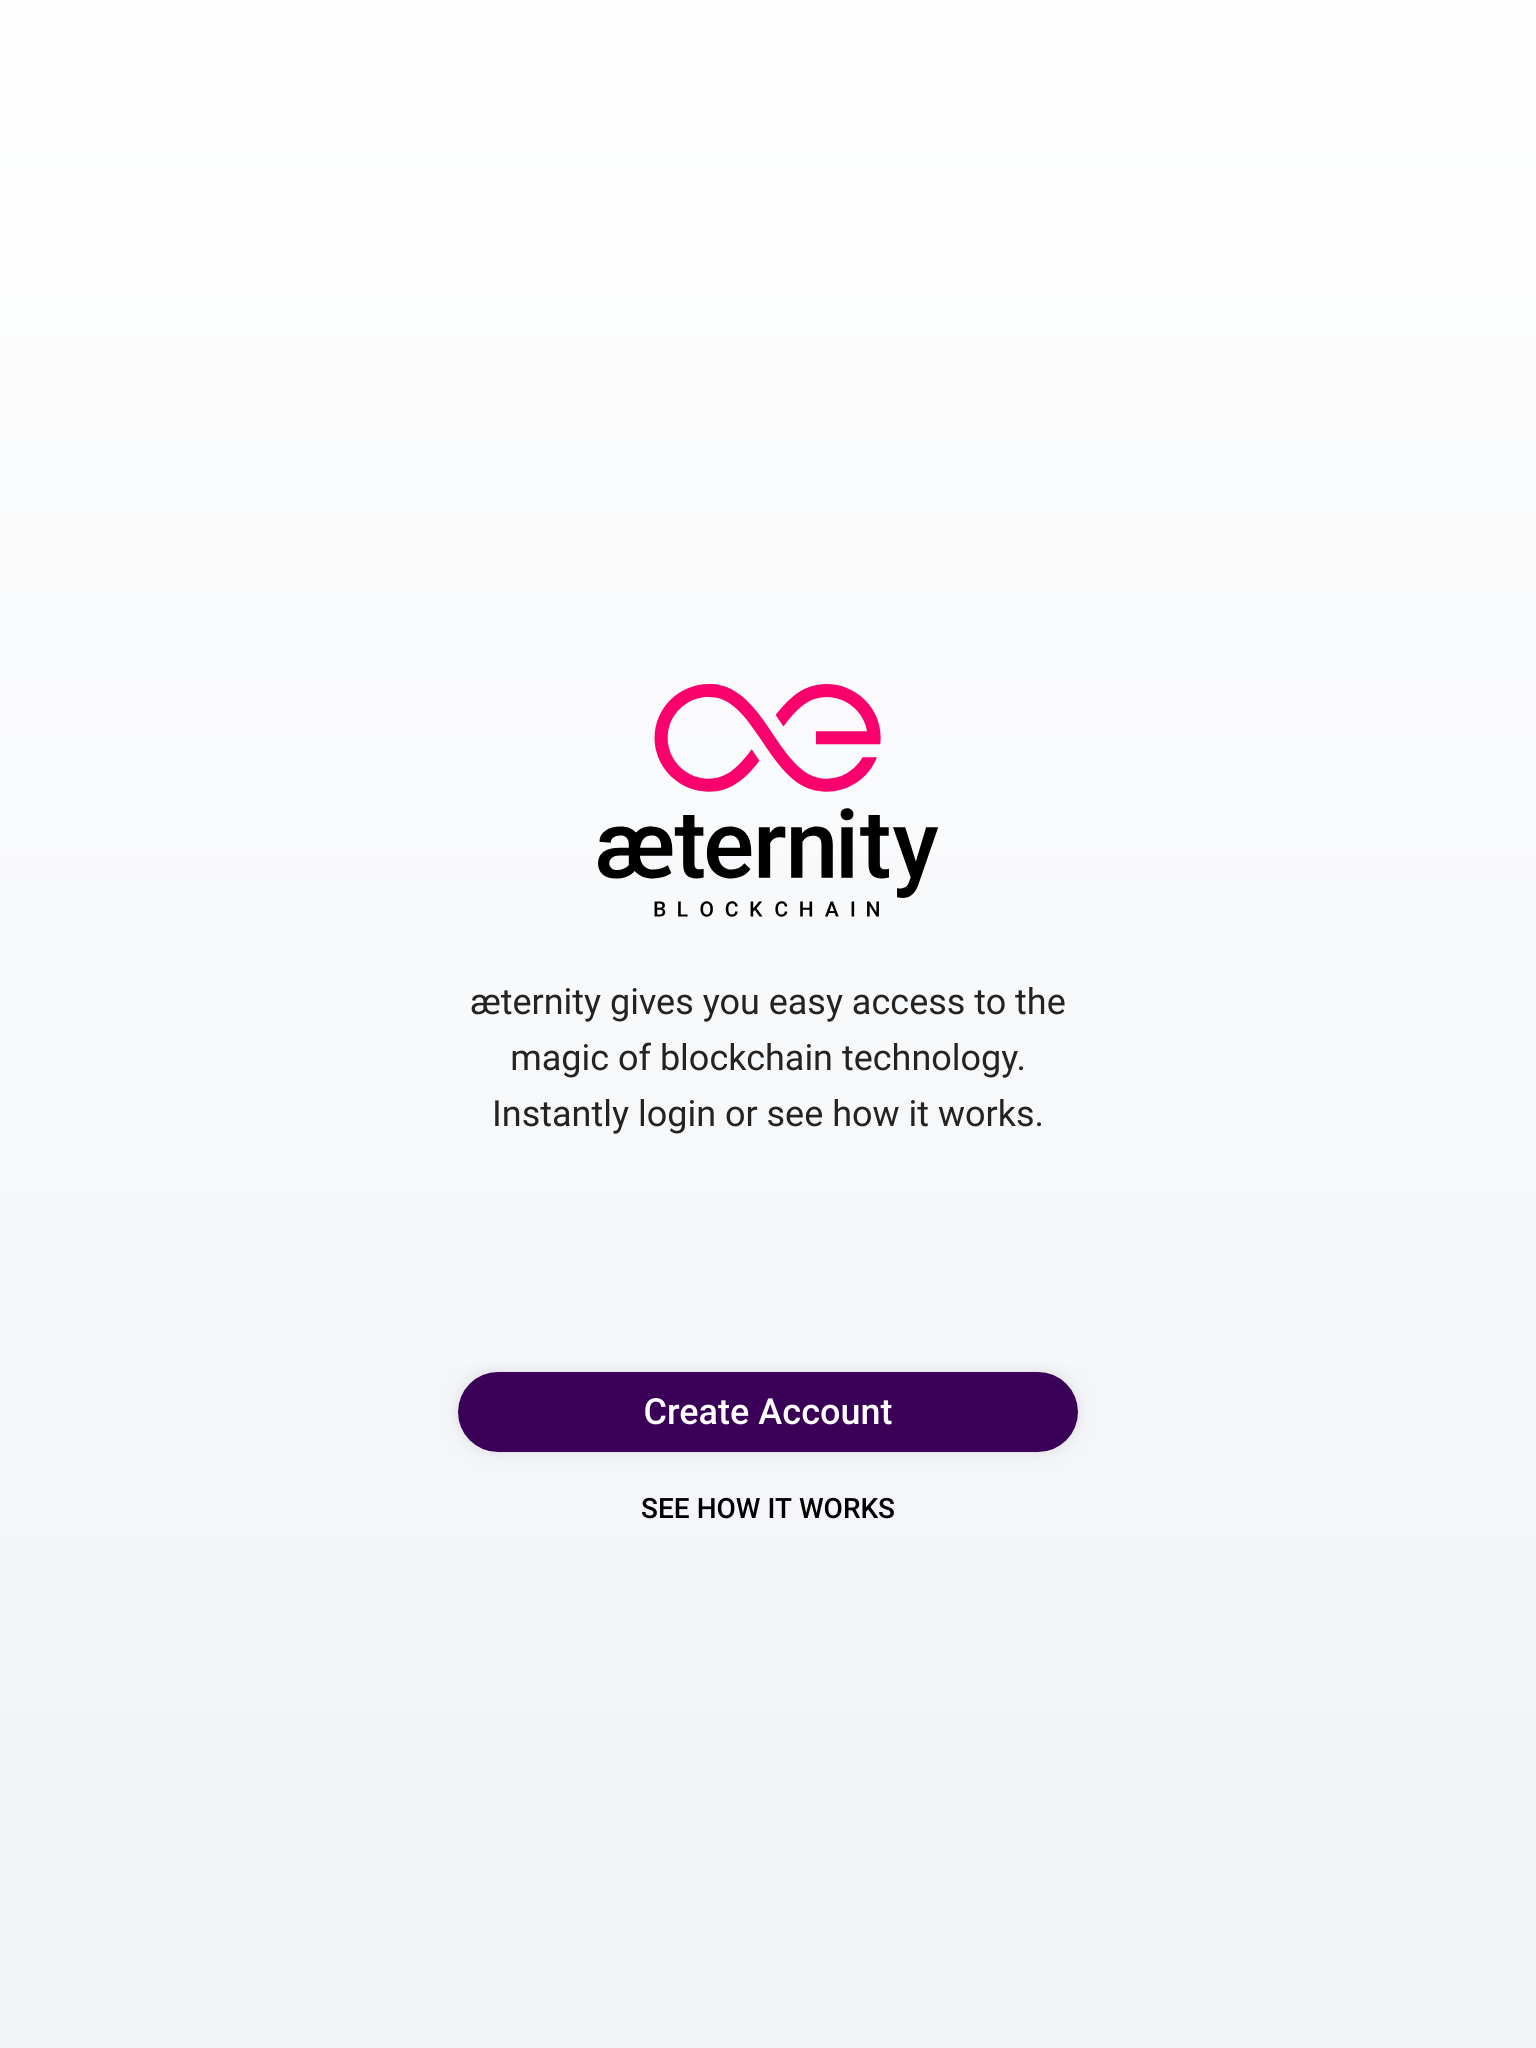 æternity
BLOCKCHAIN
æternity gives you easy access to the
magic of blockchain technology.
Instantly login or see how it works.
Create Account
SEE HOW IT WORKS